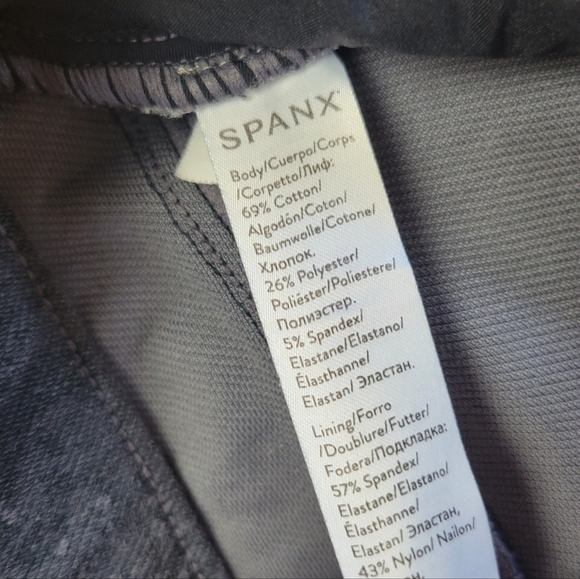 SPANX
Body/Cuerpo/Corps
/Corpetto/Лиф:
69% Cotton/
Algodón/Coton/
Baumwolle/Cotone/
Хлопок.
26% Polyester/
Poliéster/Poliestere/
Полиэстер.
5% Spandex/
Elastane/Elastano/
Élasthanne/
Elastan/ Эластан.
Lining/Forro
/Doublure/Futter/
Fodera/Подкладка:
57% Spandex/
Elastane/Elastano/
Élasthanne/
Elastan/ Эластан,
43% Nylon/ Nailon/